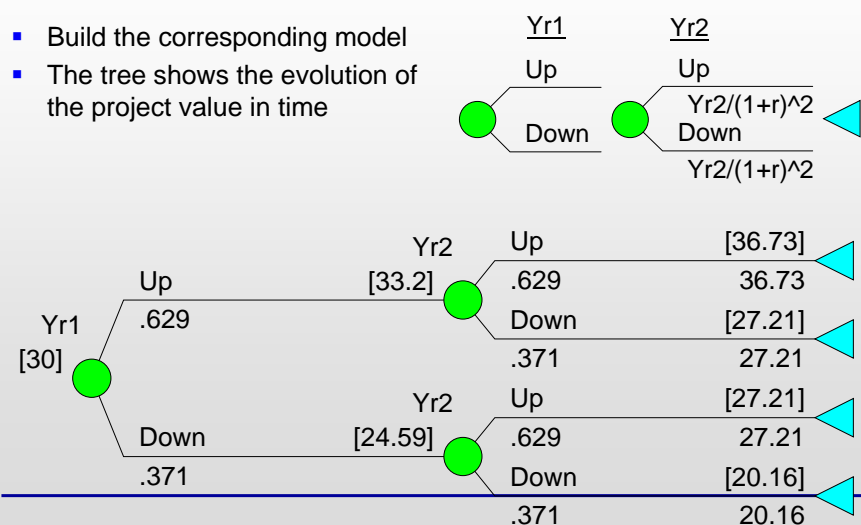 Build the corresponding model
The tree shows the evolution of
the project value in time
Yr1 Yr2
Up Up
Yr2/(1+r)^2
Down Down
Yr2/(1+r)^2
Up [36.73]
Yr2
Up [33.2] .629 36.73
Yr1 .629 Down [27.21]
[30] .371 27.21
Yr2 Up [27.21]
Down [24.59] .629 27.21
.371 Down [20.16]
.371 20.16